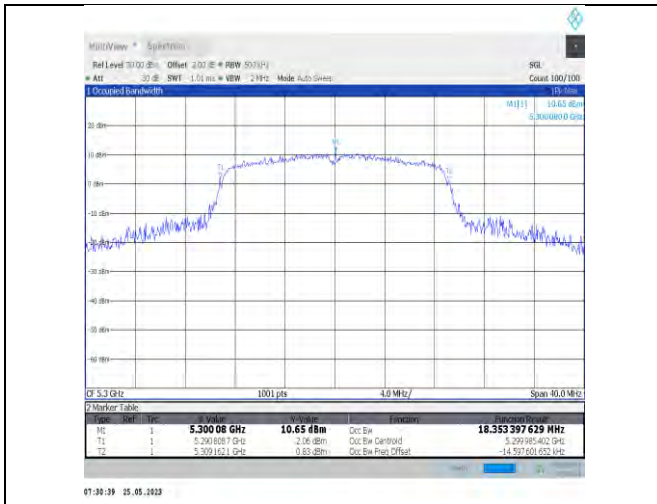 MultiView Spectrum
Ref Level 30.00 dBm Offset 2.00 dB RBW 500 kHz SGL
Att 30 dB SWT 1.01 ms VBW 2 MHz Mode Auto Sweep Count 100/100
1 Occupied Bandwidth
M1[1] 10.65 dBm
5.3000800 GHz
20 dBm
M1
10 dBm
T1 T2
0 dBm
-10 dBm
-20 dBm
-30 dBm
-40 dBm
-50 dBm
-60 dBm
CF 5.3 GHz 1001 pts 4.0 MHz/ Span 40.0 MHz
2 Marker Table
Type Ref Trc X-Value Y-Value Function Function Result
M1 1 5.300 08 GHz 10.65 dBm Occ Bw 18.353 397 629 MHz
T1 1 5.290 8087 GHz 2.06 dBm Occ Bw Centroid 5.299 985 402 GHz
T2 1 5.309 1621 GHz 0.83 dBm Occ Bw Freq Offset -14.597 601 652 kHz
07:30:39 25.05.2023